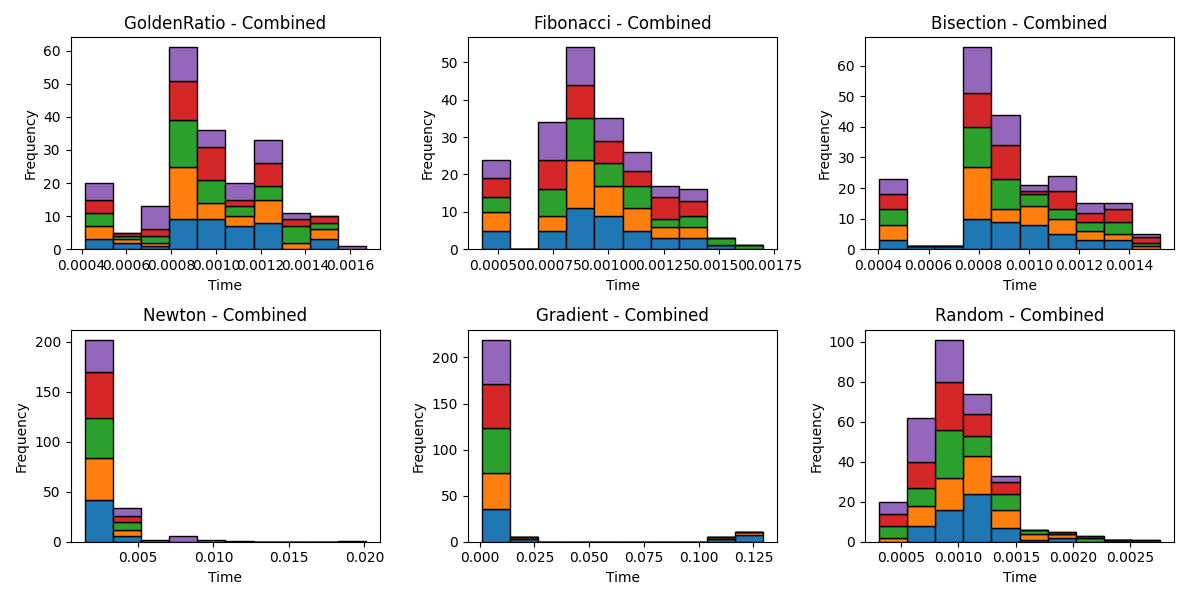 GoldenRatio - Combined
Frequency
60
50
40
30
20
10
0
0.0004 0.0006 0.0008 0.0010 0.0012 0.0014 0.0016
Time
Fibonacci - Combined
Frequency
50
40
30
20
10
0
0.00050 0.00075 0.00100 0.00125 0.00150 0.00175
Time
Bisection - Combined
Frequency
60
50
40
30
20
10
0
0.0004 0.0006 0.0008 0.0010 0.0012 0.0014
Time
Newton - Combined
Frequency
200
150
100
50
0
0.005 0.010 0.015 0.020
Time
Gradient - Combined
Frequency
200
150
100
50
0
0.000 0.025 0.050 0.075 0.100 0.125
Time
Random - Combined
Frequency
100
80
60
40
20
0
0.0005 0.0010 0.0015 0.0020 0.0025
Time